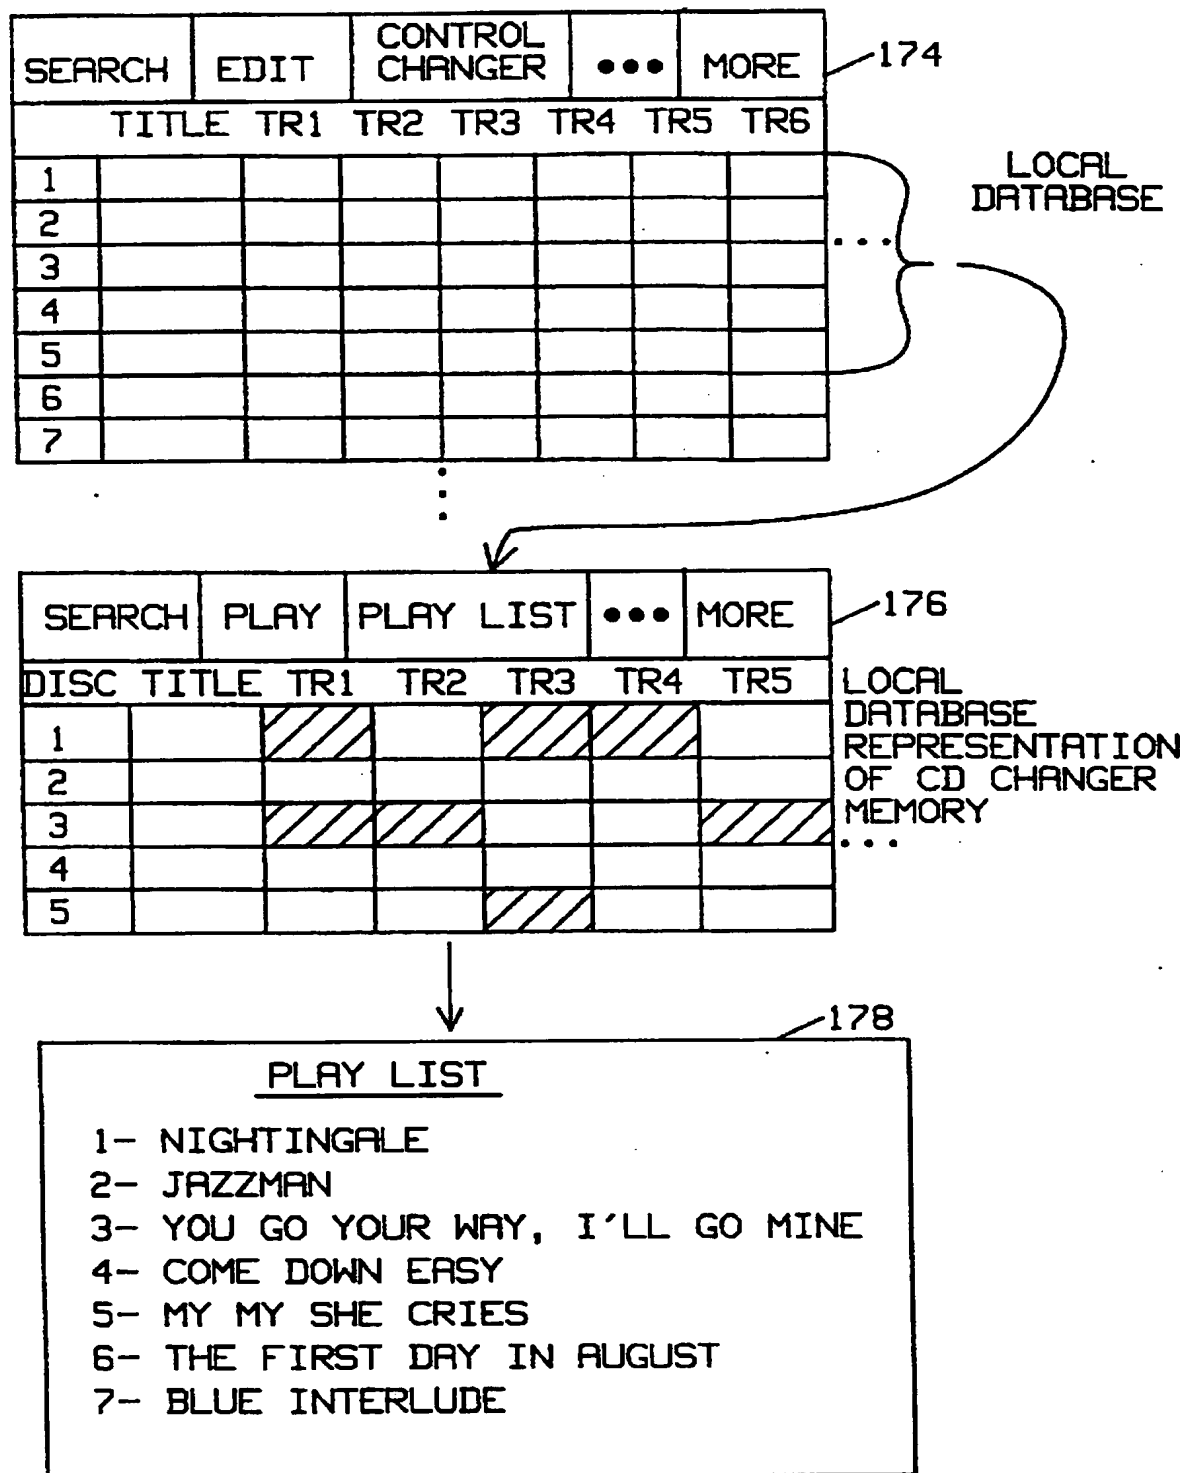 SEARCH EDIT CONTROL CHANGER ••• MORE 174
TITLE TR1 TR2 TR3 TR4 TR5 TR6
1
2
3
4
5
6
7
LOCAL
DATABASE
SEARCH PLAY PLAY LIST ••• MORE 176
DISC TITLE TR1 TR2 TR3 TR4 TR5
1
2
3
4
5
LOCAL
DATABASE
REPRESENTATION
OF CD CHANGER
MEMORY
178
PLAY LIST
1- NIGHTINGALE
2- JAZZMAN
3- YOU GO YOUR WAY, I'LL GO MINE
4- COME DOWN EASY
5- MY MY SHE CRIES
6- THE FIRST DAY IN AUGUST
7- BLUE INTERLUDE